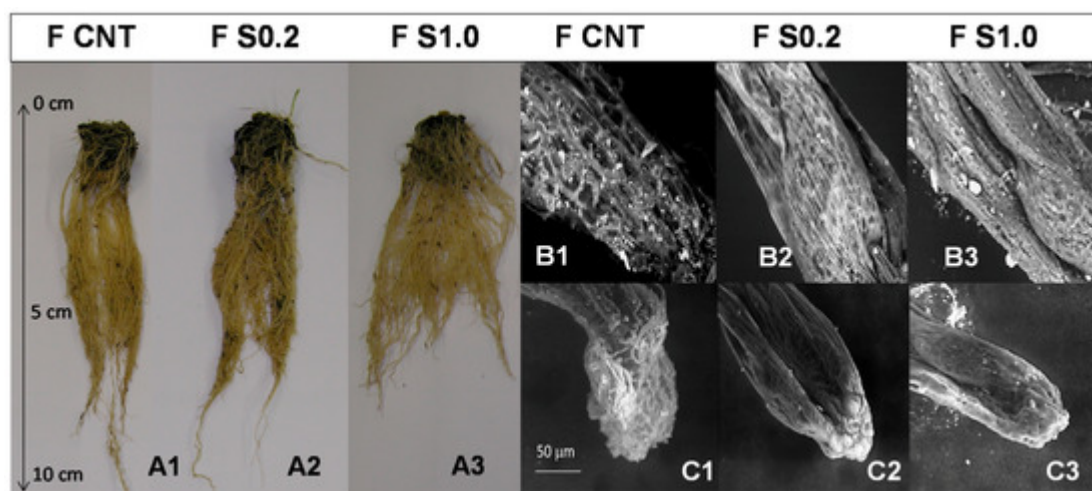 F CNT F S0.2 F S1.0 F CNT F S0.2 F S1.0
0 cm
5 cm
10 cm
A1 A2 A3
B1 B2 B3
50 µm
C1 C2 C3